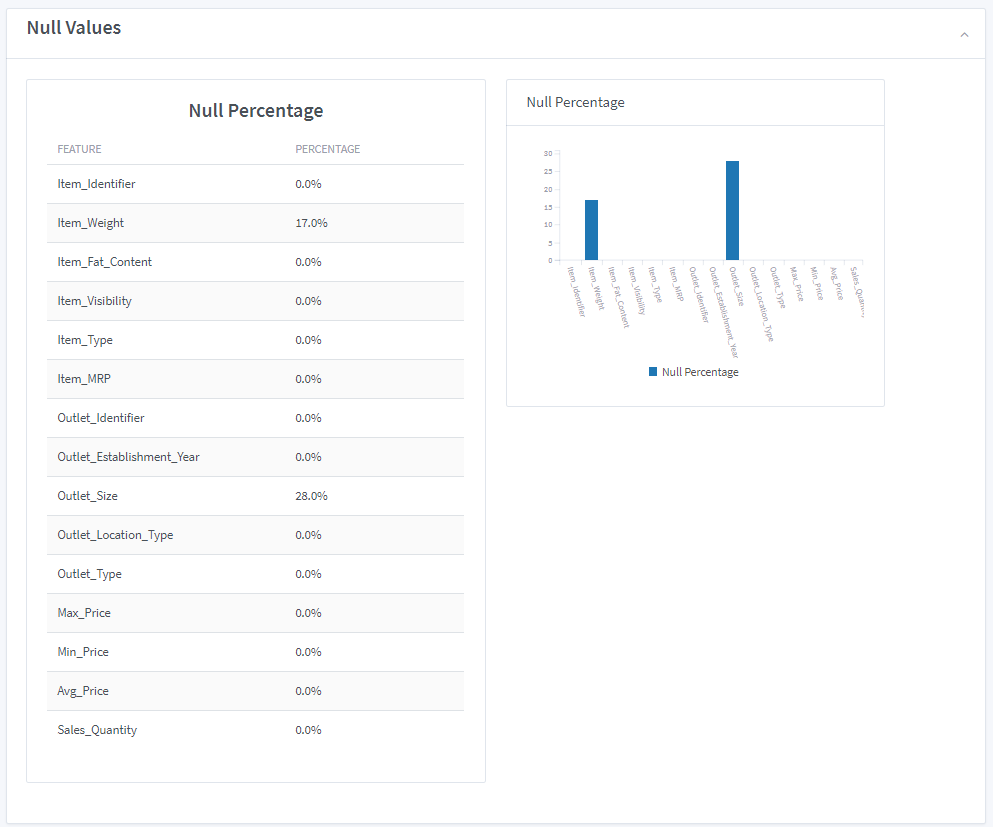 Null Values
Null Percentage
FEATURE PERCENTAGE
Item_Identifier 0.0%
Item_Weight 17.0%
Item_Fat_Content 0.0%
Item_Visibility 0.0%
Item_Type 0.0%
Item_MRP 0.0%
Outlet_Identifier 0.0%
Outlet_Establishment_Year 0.0%
Outlet_Size 28.0%
Outlet_Location_Type 0.0%
Outlet_Type 0.0%
Max_Price 0.0%
Min_Price 0.0%
Avg_Price 0.0%
Sales_Quantity 0.0%
Null Percentage
30
25
20
15
10
5
0
Item_Identifier
Item_Weight
Item_Fat_Content
Item_Visibility
Item_Type
Item_MRP
Outlet_Identifier
Outlet_Establishment_Year
Outlet_Size
Outlet_Location_Type
Outlet_Type
Max_Price
Min_Price
Avg_Price
Sales_Quantity
Null Percentage